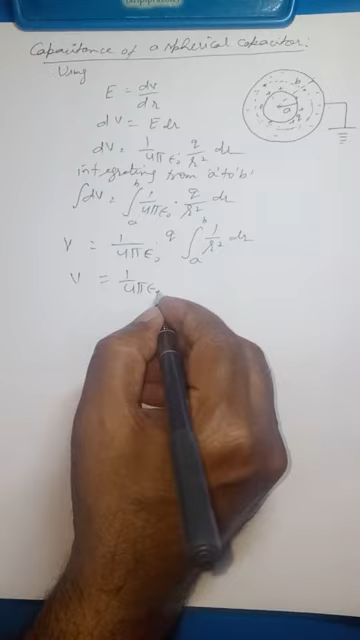 Capacitance of a spherical capacitor:
Using
E = dv/dr
dv = E dr
dv = 1/4πε₀ · q/r² dr
integrating from 'a' to 'b'
∫dv = ∫ₐᵇ 1/4πε₀ · q/r² dr
V = 1/4πε₀ q ∫ₐᵇ 1/r² dr
V = 1/4πε₀
b
a